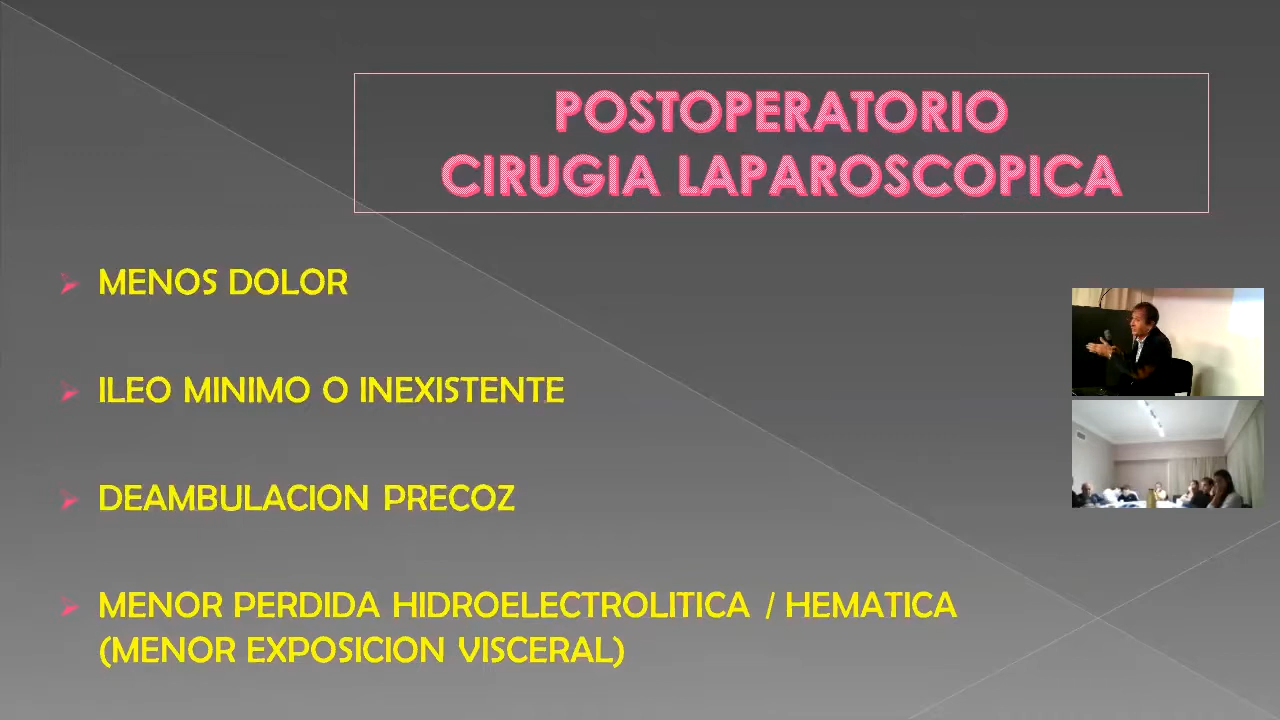 POSTOPERATORIO
CIRUGIA LAPAROSCOPICA
MENOS DOLOR
ILEO MINIMO O INEXISTENTE
DEAMBULACION PRECOZ
MENOR PERDIDA HIDROELECTROLITICA / HEMATICA
(MENOR EXPOSICION VISCERAL)